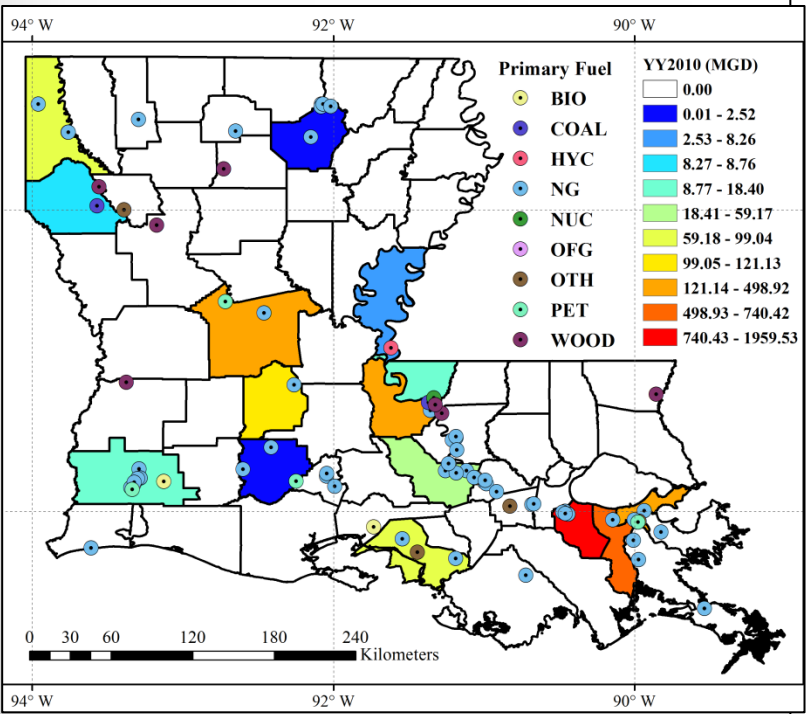 94° W 92° W 90° W
Primary Fuel
BIO
COAL
HYC
NG
NUC
OFG
OTH
PET
WOOD
YY2010 (MGD)
0.00
0.01 - 2.52
2.53 - 8.26
8.27 - 8.76
8.77 - 18.40
18.41 - 59.17
59.18 - 99.04
99.05 - 121.13
121.14 - 498.92
498.93 - 740.42
740.43 - 1959.53
0 30 60 120 180 240
Kilometers
94° W 92° W 90° W